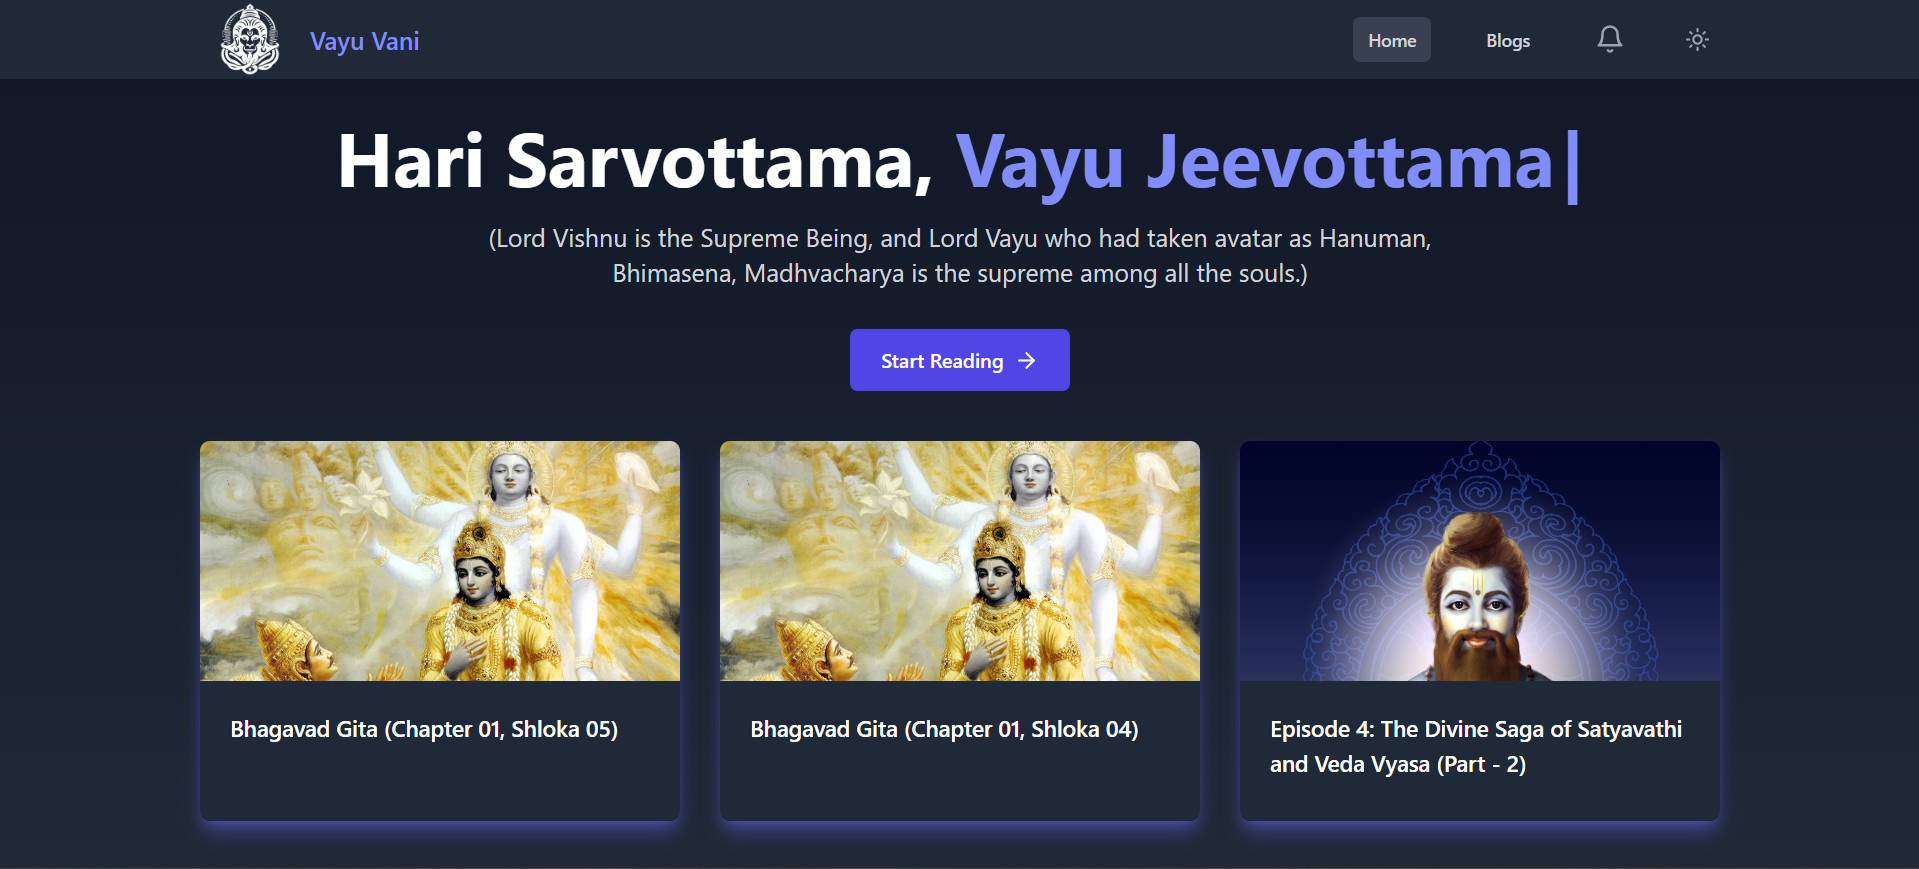 Vayu Vani
Home
Blogs
Hari Sarvottama, Vayu Jeevottama|
(Lord Vishnu is the Supreme Being, and Lord Vayu who had taken avatar as Hanuman,
Bhimasena, Madhvacharya is the supreme among all the souls.)
Start Reading →
Bhagavad Gita (Chapter 01, Shloka 05)
Bhagavad Gita (Chapter 01, Shloka 04)
Episode 4: The Divine Saga of Satyavathi
and Veda Vyasa (Part - 2)